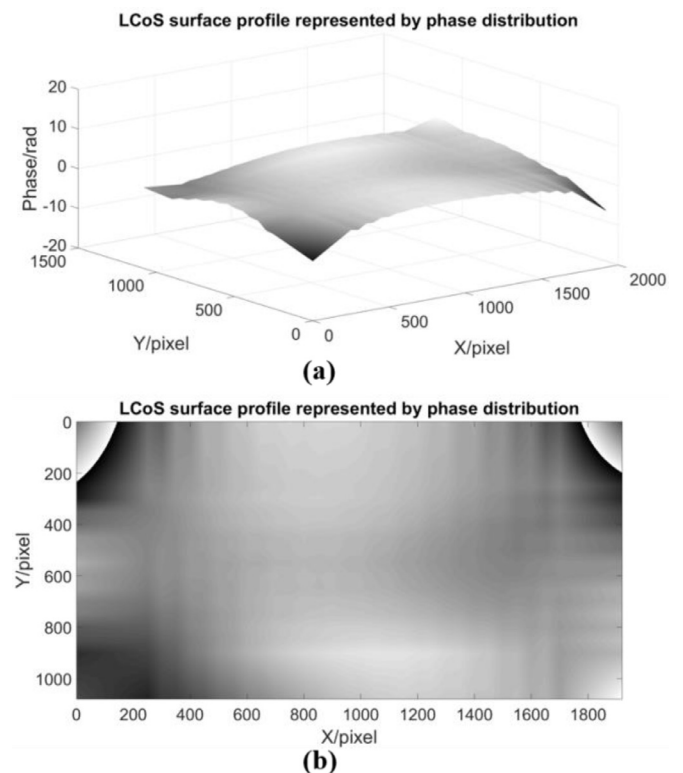 LCoS surface profile represented by phase distribution
20
10
0
-10
-20
Phase/rad
1500
1000
500
0
Y/pixel
0
500
1000
1500
2000
X/pixel
(a)
LCoS surface profile represented by phase distribution
0
200
400
600
800
1000
Y/pixel
0 200 400 600 800 1000 1200 1400 1600 1800
X/pixel
(b)